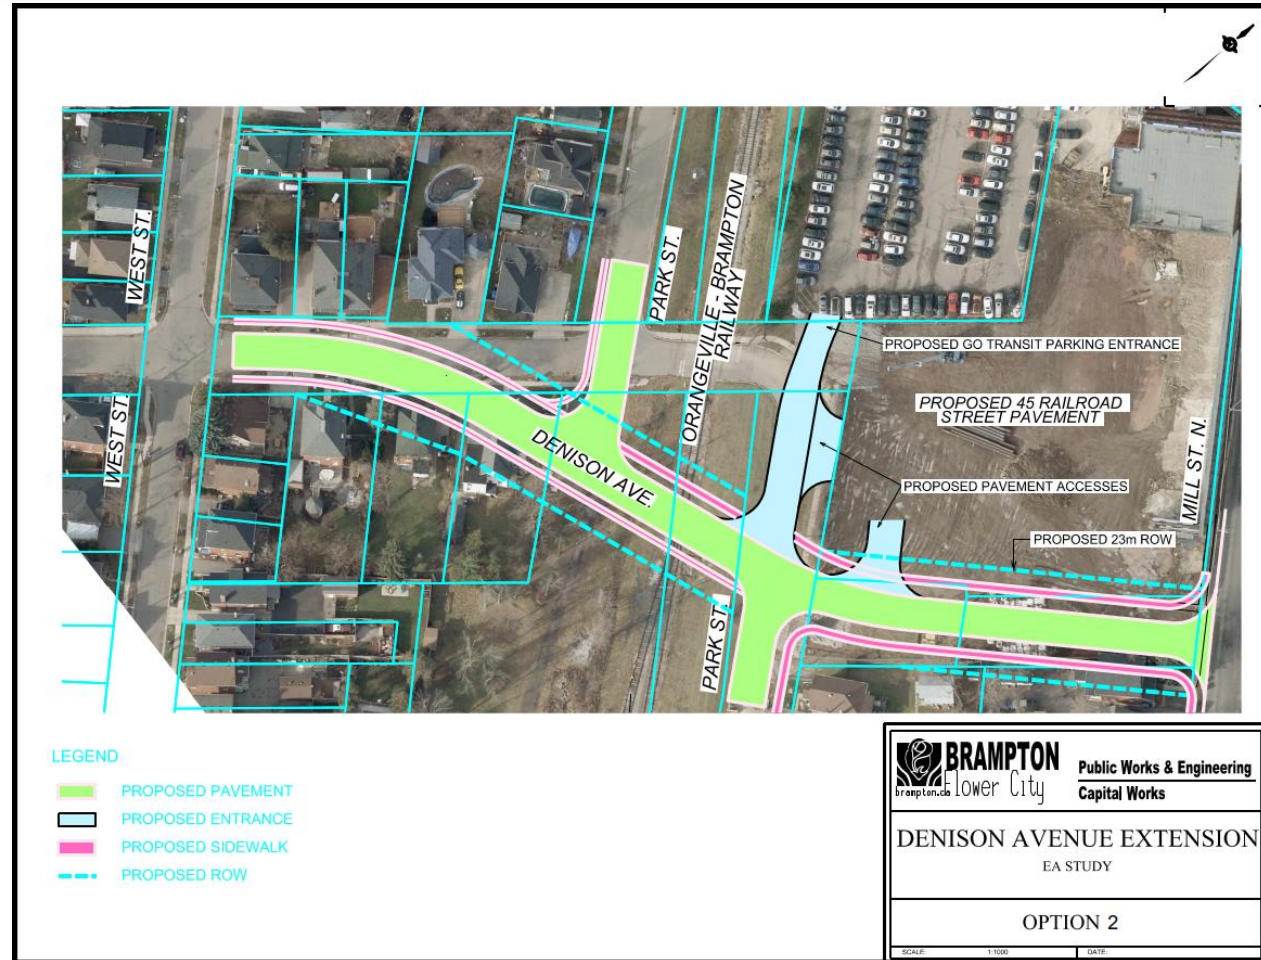 WEST ST.
PARK ST.
ORANGEVILLE - BRAMPTON
RAILWAY
PROPOSED GO TRANSIT PARKING ENTRANCE
PROPOSED 45 RAILROAD
STREET PAVEMENT
WEST ST.
DENISON AVE.
PROPOSED PAVEMENT ACCESSES
MILL ST. N.
PROPOSED 23m ROW
PARK ST.
LEGEND
PROPOSED PAVEMENT
PROPOSED ENTRANCE
PROPOSED SIDEWALK
PROPOSED ROW
BRAMPTON
brampton.ca Flower City
Public Works & Engineering
Capital Works
DENISON AVENUE EXTENSION
EA STUDY
OPTION 2
SCALE: 1:1000 DATE: